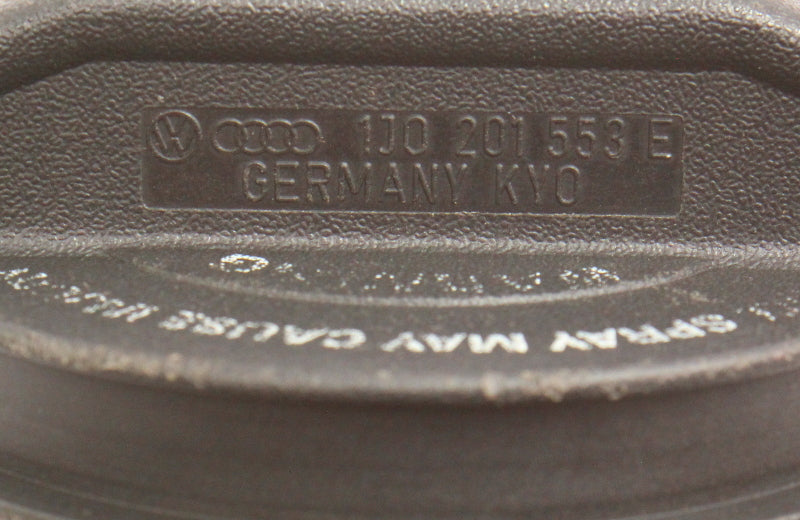 1J0 201 553 E
GERMANY KYO
SPRAY MAY CAUSE